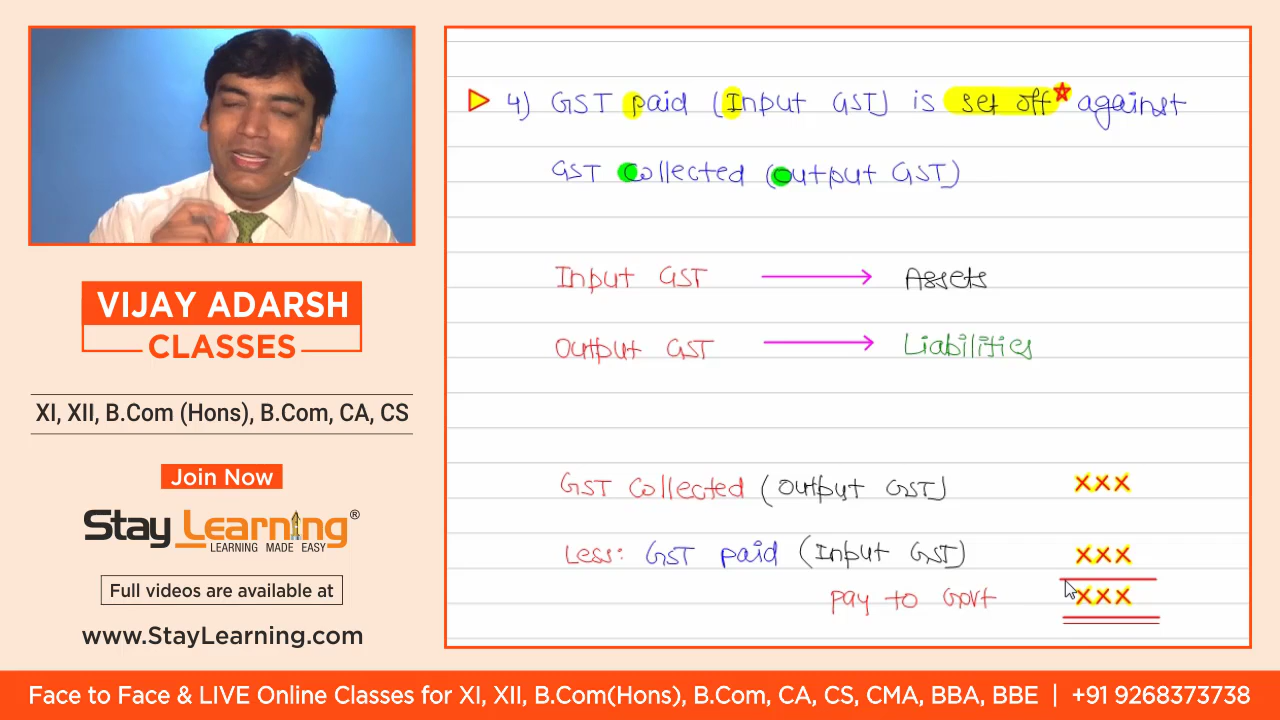 VIJAY ADARSH
CLASSES
XI, XII, B.Com (Hons), B.Com, CA, CS
Join Now
Stay Learning®
LEARNING MADE EASY
Full videos are available at
www.StayLearning.com
4) GST paid (Input GST) is set off* against
GST Collected (Output GST)
Input GST → Assets
Output GST → Liabilities
GST Collected (Output GST) xxx
Less: GST paid (Input GST) xxx
pay to Govt xxx
Face to Face & LIVE Online Classes for XI, XII, B.Com(Hons), B.Com, CA, CS, CMA, BBA, BBE | +91 9268373738